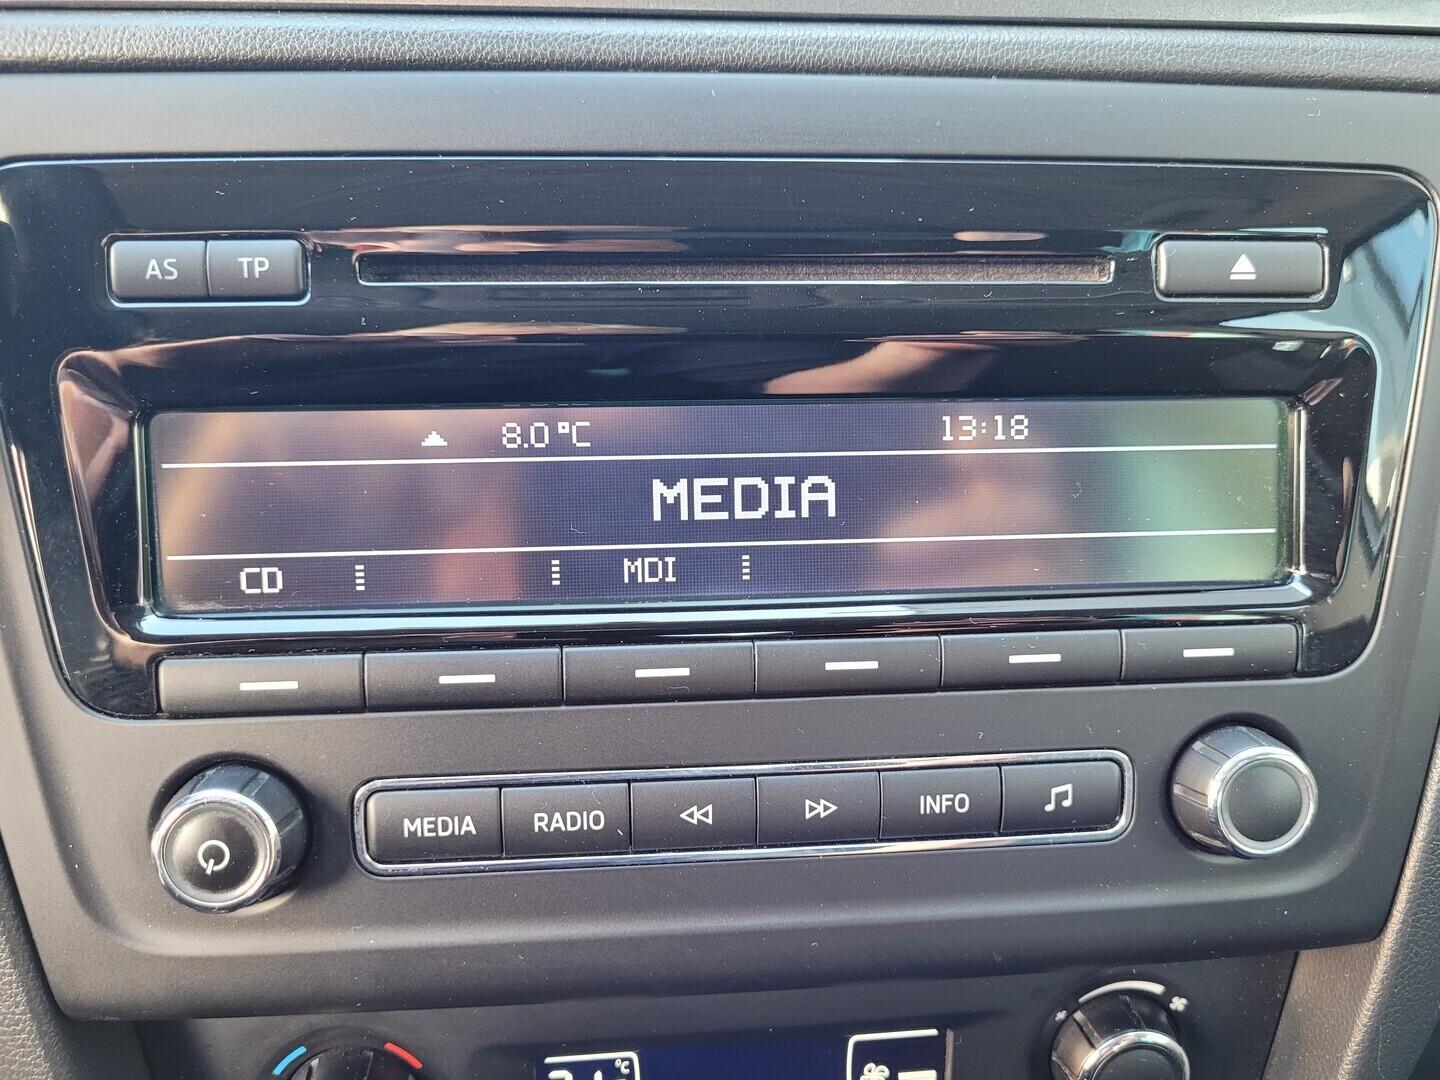 AS TP
8.0 °C 13:18
MEDIA
CD MDI
MEDIA RADIO INFO
°C